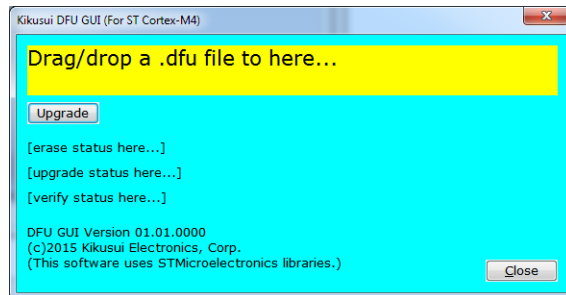 Kikusui DFU GUI (For ST Cortex-M4)
Drag/drop a .dfu file to here...
Upgrade
[erase status here...]
[upgrade status here...]
[verify status here...]
DFU GUI Version 01.01.0000
(c)2015 Kikusui Electronics, Corp.
(This software uses STMicroelectronics libraries.)
Close